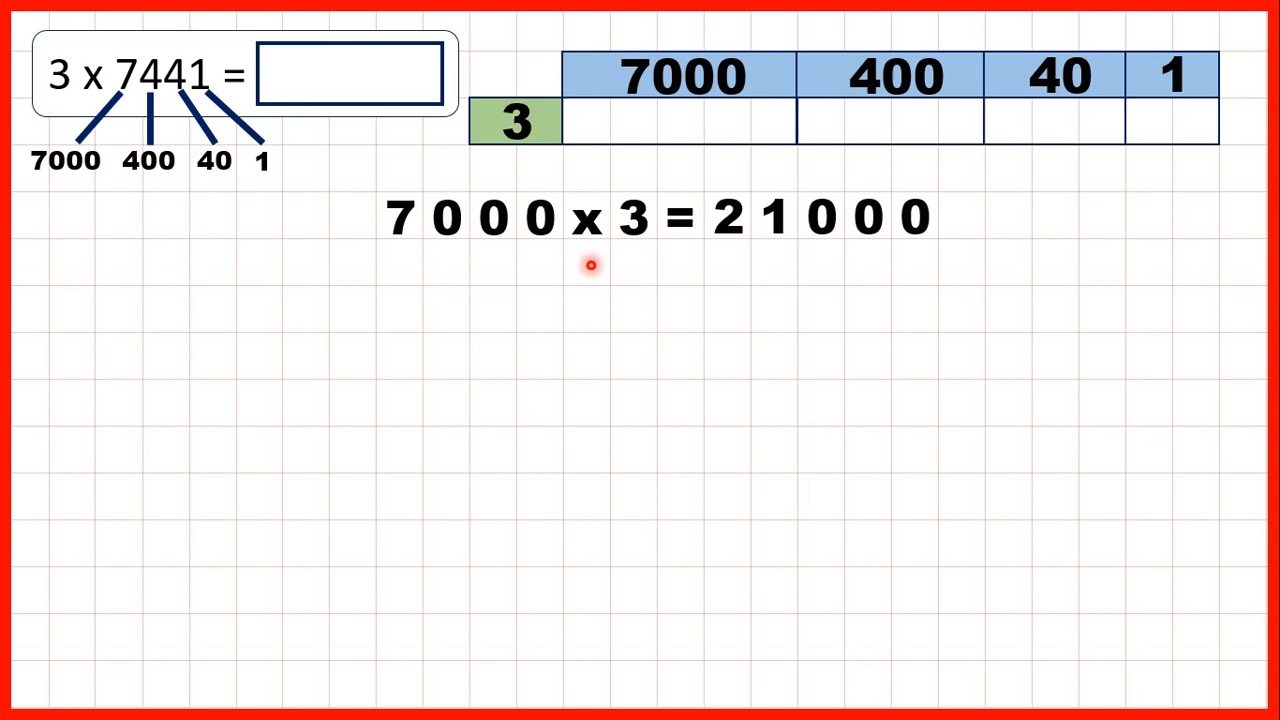 3 x 7441 =
7000 400 40 1
7000 400 40 1
3
7 0 0 0 x 3 = 2 1 0 0 0